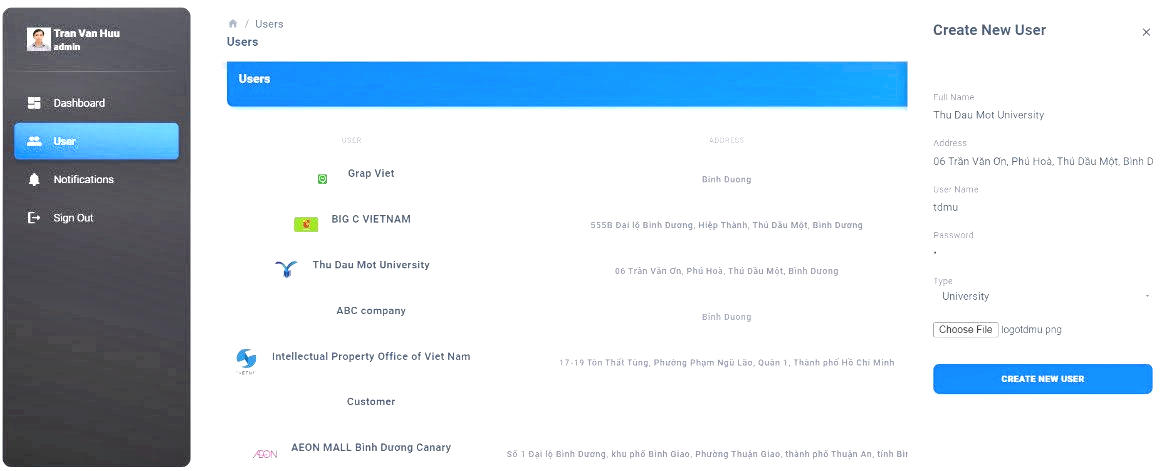 Tran Van Huu
admin
Dashboard
User
Notifications
Sign Out
/ Users
Users
Users
USER ADDRESS
Grap Viet Binh Duong
BIG C VIETNAM 555B Đại lộ Bình Dương, Hiệp Thành, Thủ Dầu Một, Bình Dương
Thu Dau Mot University 06 Trần Văn Ơn, Phú Hoà, Thủ Dầu Một, Bình Dương
ABC company Binh Duong
Intellectual Property Office of Viet Nam 17-19 Tôn Thất Tùng, Phường Phạm Ngũ Lão, Quận 1, Thành phố Hồ Chí Minh
Customer
AEON AEON MALL Bình Dương Canary Số 1 Đại lộ Bình Dương, khu phố Bình Giao, Phường Thuận Giao, thành phố Thuận An, tỉnh
Create New User ×
Full Name
Thu Dau Mot University
Address
06 Trần Văn Ơn, Phú Hoà, Thủ Dầu Một, Bình D
User Name
tdmu
Password
•
Type
University
Choose File logotdmu.png
CREATE NEW USER